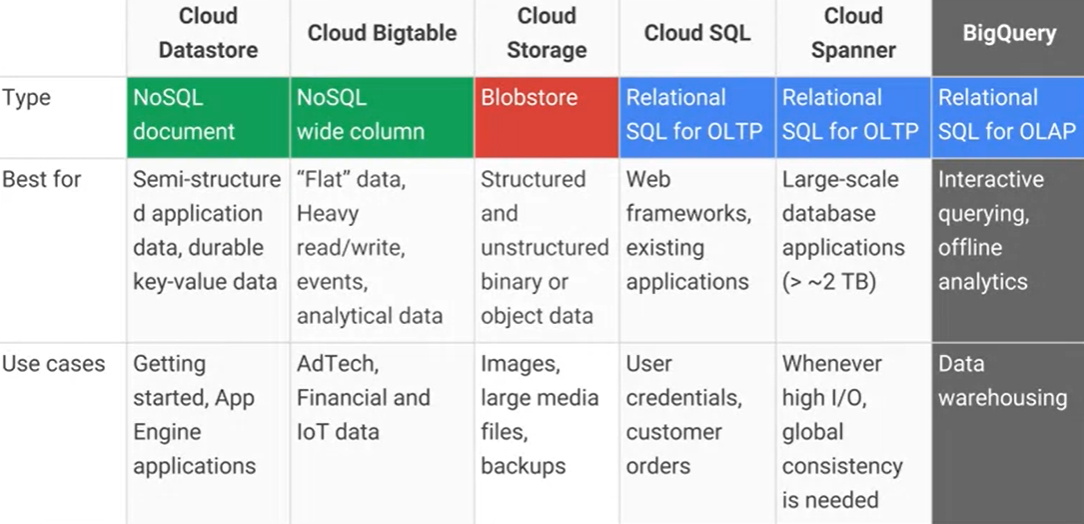 Cloud Datastore
Cloud Bigtable
Cloud Storage
Cloud SQL
Cloud Spanner
BigQuery
Type
NoSQL
document
NoSQL
wide column
Blobstore
Relational
SQL for OLTP
Relational
SQL for OLTP
Relational
SQL for OLAP
Best for
Semi-structure
d application
data, durable
key-value data
“Flat” data,
Heavy
read/write,
events,
analytical data
Structured
and
unstructured
binary or
object data
Web
frameworks,
existing
applications
Large-scale
database
applications
(> ~2 TB)
Interactive
querying,
offline
analytics
Use cases
Getting
started, App
Engine
applications
AdTech,
Financial and
IoT data
Images,
large media
files,
backups
User
credentials,
customer
orders
Whenever
high I/O,
global
consistency
is needed
Data
warehousing